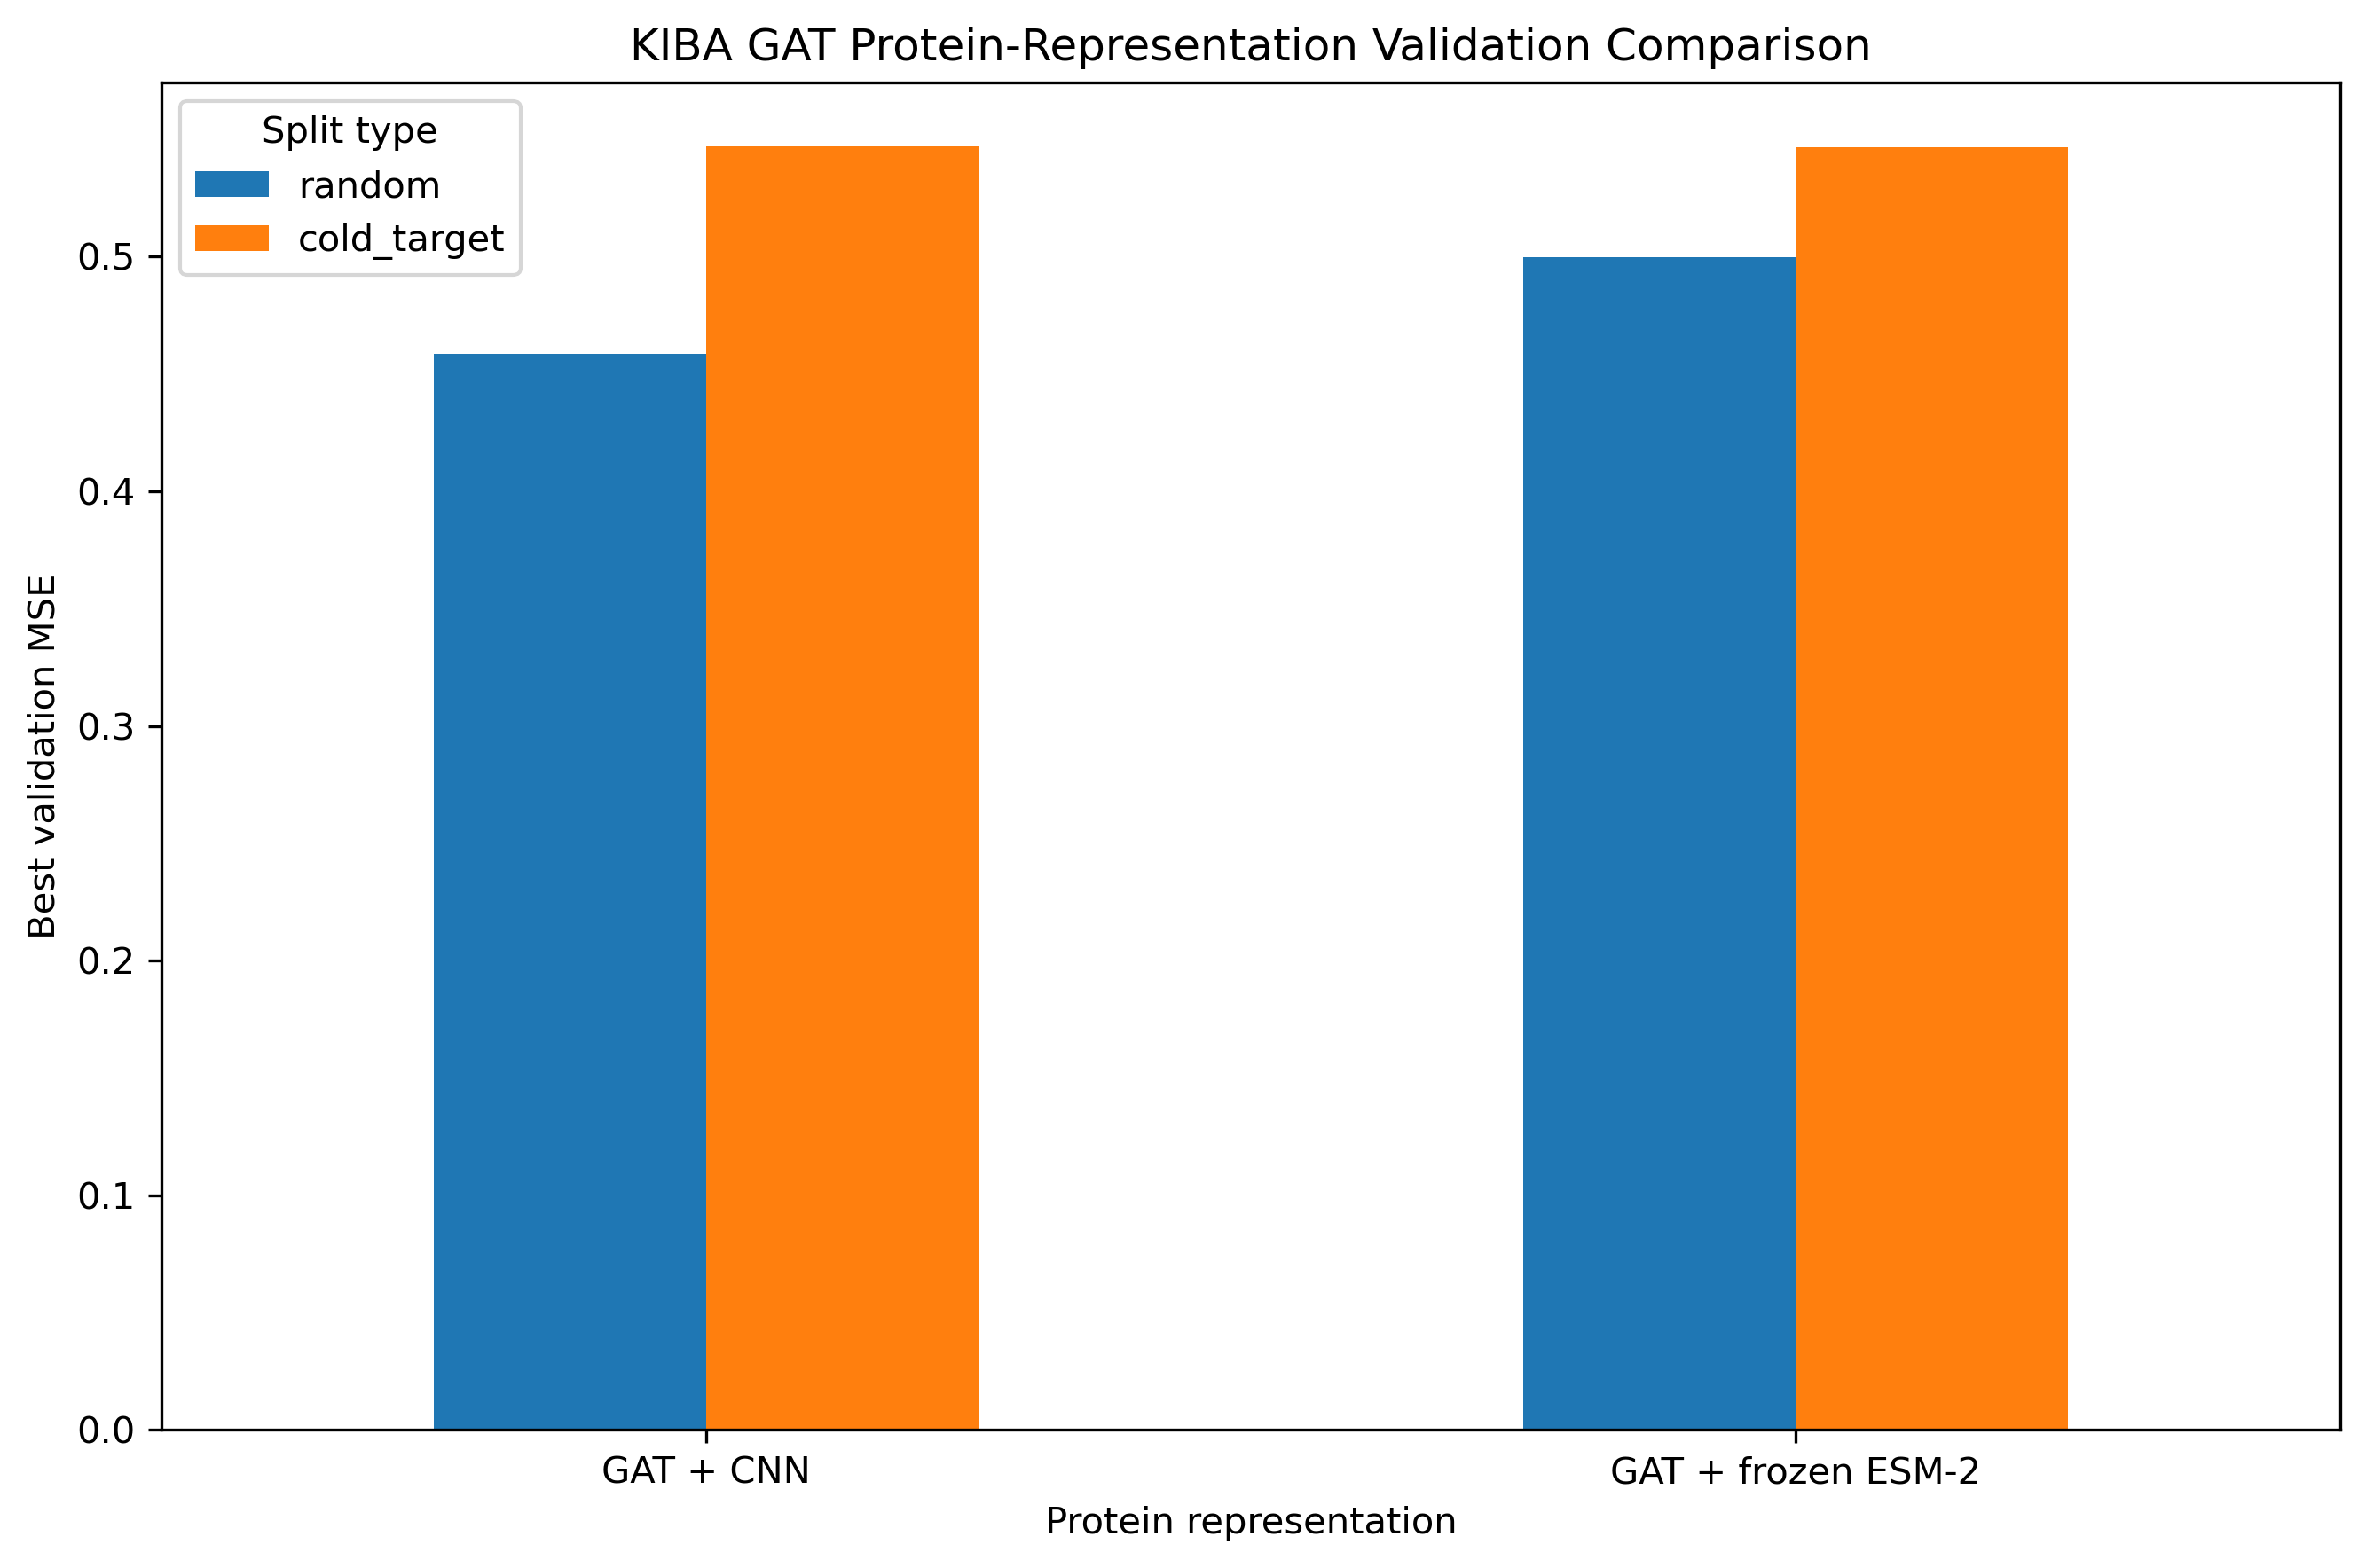 KIBA GAT Protein-Representation Validation Comparison
Split type
random
cold_target
0.5
0.4
0.3
0.2
0.1
0.0
Best validation MSE
GAT + CNN
GAT + frozen ESM-2
Protein representation